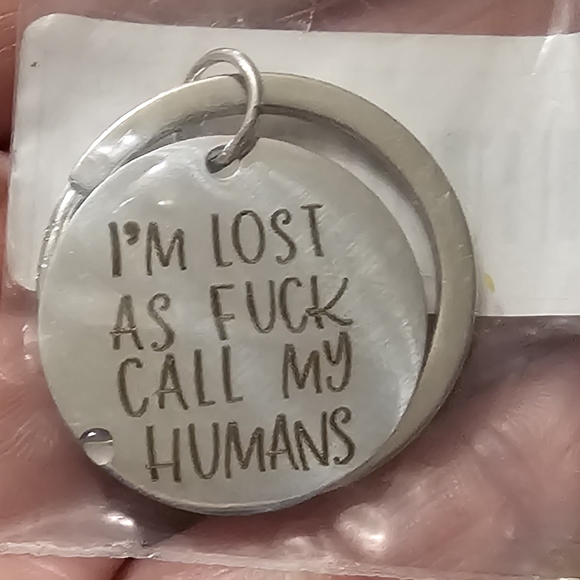 I'M LOST
AS FUCK
CALL MY
HUMANS